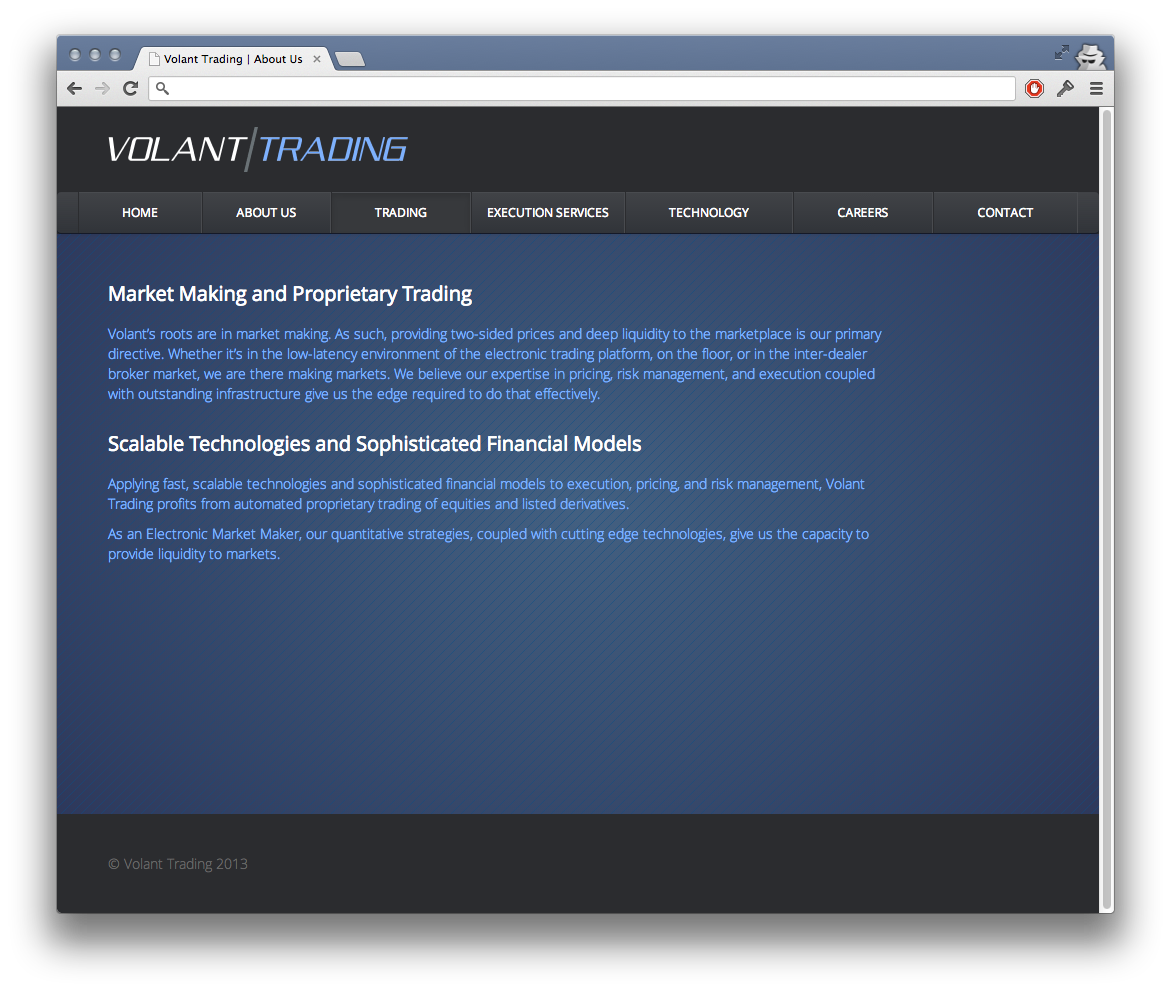 Volant Trading | About Us
VOLANT/TRADING
HOME ABOUT US TRADING EXECUTION SERVICES TECHNOLOGY CAREERS CONTACT
Market Making and Proprietary Trading
Volant's roots are in market making. As such, providing two-sided prices and deep liquidity to the marketplace is our primary
directive. Whether it's in the low-latency environment of the electronic trading platform, on the floor, or in the inter-dealer
broker market, we are there making markets. We believe our expertise in pricing, risk management, and execution coupled
with outstanding infrastructure give us the edge required to do that effectively.
Scalable Technologies and Sophisticated Financial Models
Applying fast, scalable technologies and sophisticated financial models to execution, pricing, and risk management, Volant
Trading profits from automated proprietary trading of equities and listed derivatives.
As an Electronic Market Maker, our quantitative strategies, coupled with cutting edge technologies, give us the capacity to
provide liquidity to markets.
© Volant Trading 2013